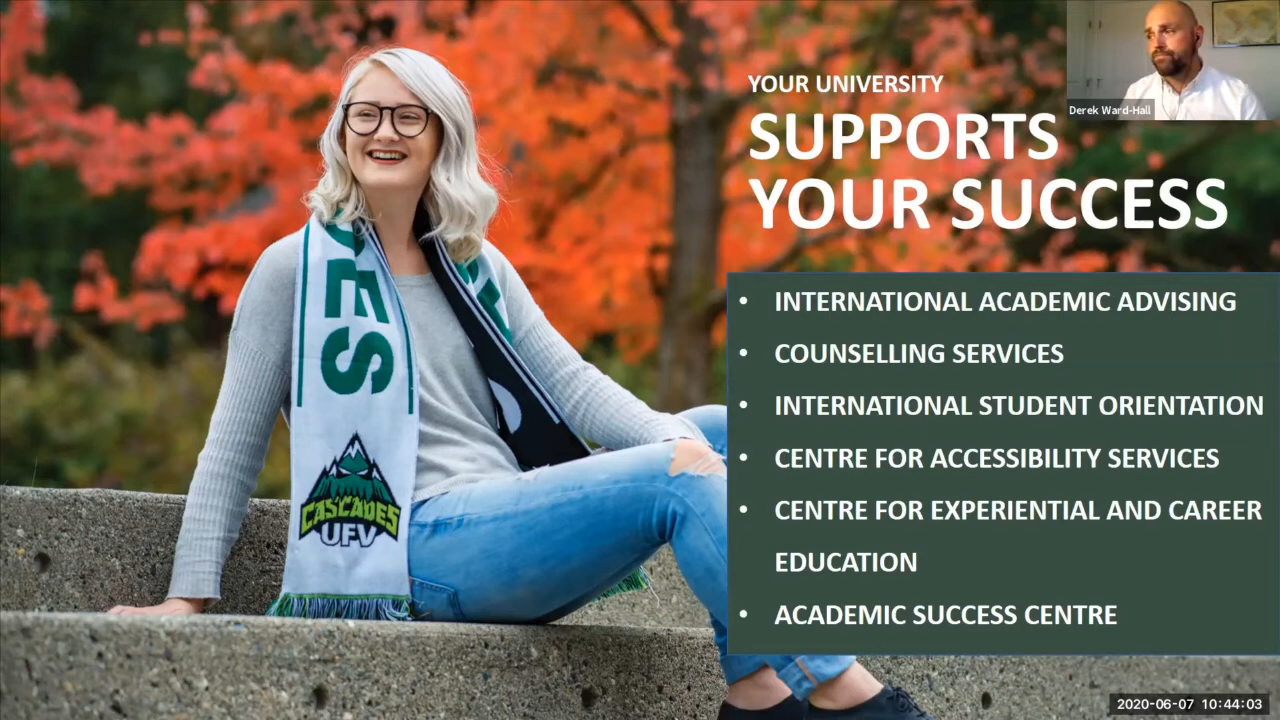 YOUR UNIVERSITY
SUPPORTS
YOUR SUCCESS
Derek Ward-Hall
• INTERNATIONAL ACADEMIC ADVISING
• COUNSELLING SERVICES
• INTERNATIONAL STUDENT ORIENTATION
• CENTRE FOR ACCESSIBILITY SERVICES
• CENTRE FOR EXPERIENTIAL AND CAREER
EDUCATION
• ACADEMIC SUCCESS CENTRE
DES
CASCADES
UFV
2020-06-07 10:44:03